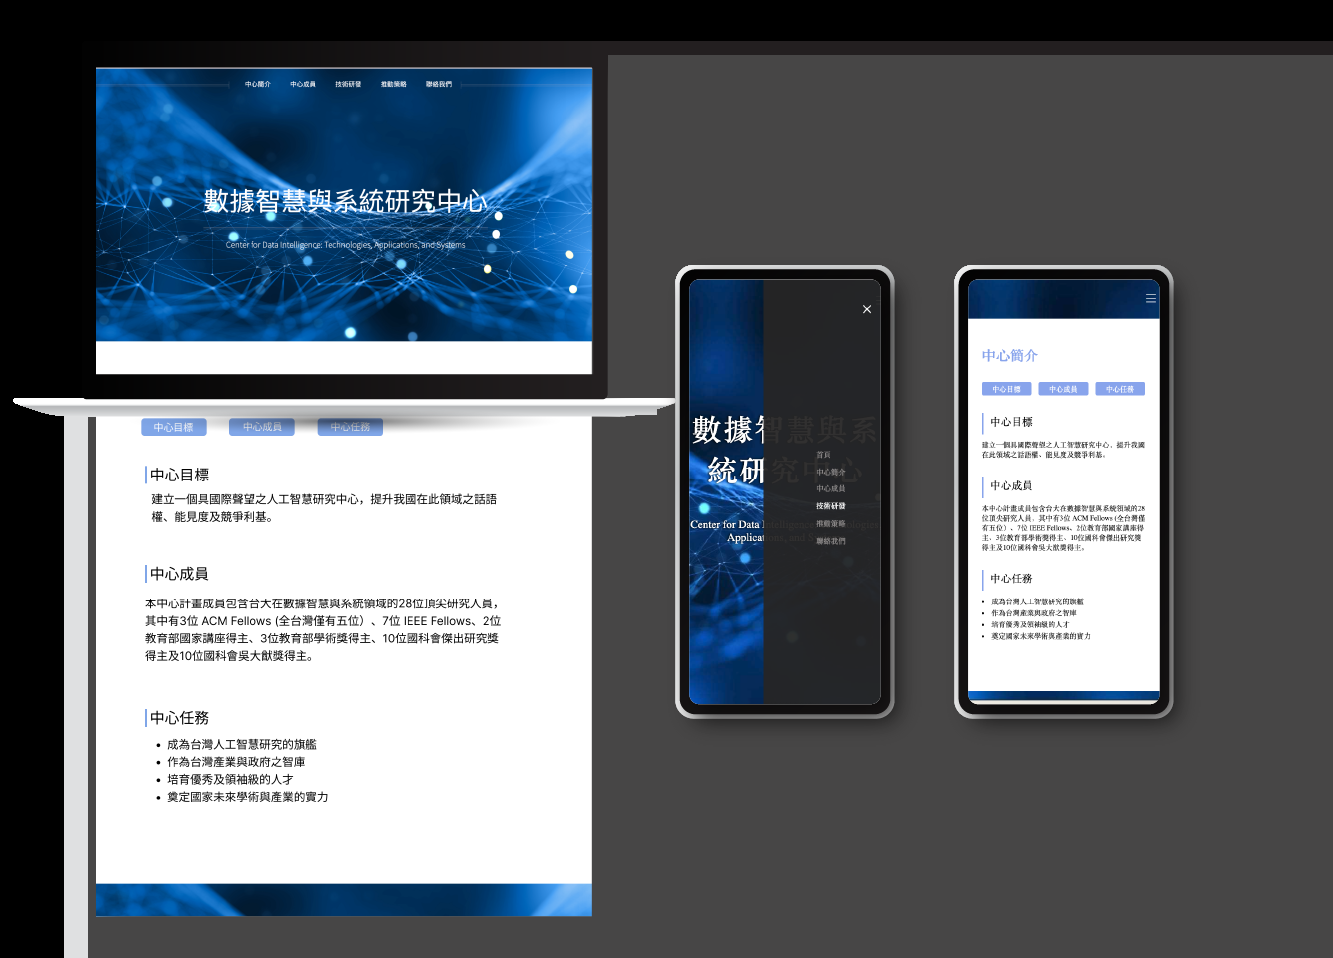 中心簡介 中心成員 技術研發 推動策略 聯絡我們
數據智慧與系統研究中心
Center for Data Intelligence: Technologies, Applications, and Systems
中心目標 中心成員 中心任務
中心目標
建立一個具國際聲望之人工智慧研究中心，提升我國在此領域之話語
權、能見度及競爭利基。
中心成員
本中心計畫成員包含台大在數據智慧與系統領域的28位頂尖研究人員，
其中有3位 ACM Fellows (全台灣僅有五位）、7位 IEEE Fellows、2位
教育部國家講座得主、3位教育部學術獎得主、10位國科會傑出研究獎
得主及10位國科會吳大猷獎得主。
中心任務
• 成為台灣人工智慧研究的旗艦
• 作為台灣產業與政府之智庫
• 培育優秀及領袖級的人才
• 奠定國家未來學術與產業的實力
數據智慧與系
統研究中心
Center for Data Intelligence: Technologies
Applications, and Systems
首頁
中心簡介
中心成員
技術研發
推動策略
聯絡我們
中心簡介
中心目標 中心成員 中心任務
中心目標
建立一個具國際聲望之人工智慧研究中心，提升我國
在此領域之話語權、能見度及競爭利基。
中心成員
本中心計畫成員包含台大在數據智慧與系統領域的28
位頂尖研究人員，其中有3位 ACM Fellows (全台灣僅
有五位）、7位 IEEE Fellows、2位教育部國家講座得
主、3位教育部學術獎得主、10位國科會傑出研究獎
得主及10位國科會吳大猷獎得主。
中心任務
• 成為台灣人工智慧研究的旗艦
• 作為台灣產業與政府之智庫
• 培育優秀及領袖級的人才
• 奠定國家未來學術與產業的實力